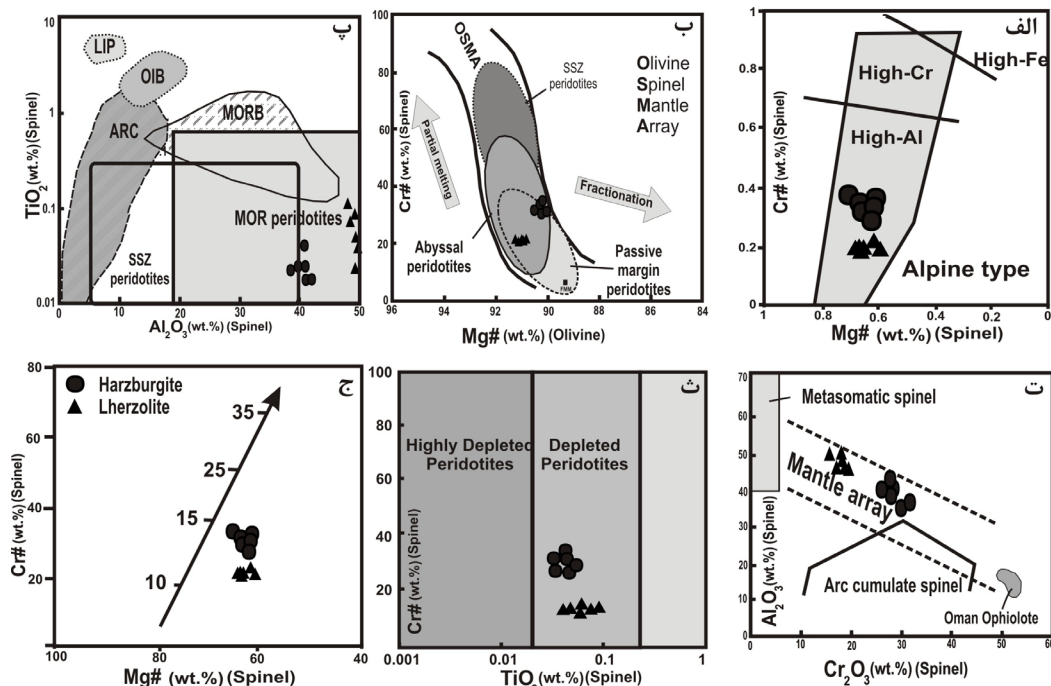 پ
TiO2 (wt.%) (Spinel)
10
1
0.1
0.01
LIP
OIB
ARC
MORB
MOR peridotites
SSZ
peridotites
0 10 20 30 40 50
Al2O3 (wt.%) (Spinel)
ب
Cr# (wt.%) (Spinel)
100
80
60
40
20
0
OSMA
SSZ
peridotites
Olivine
Spinel
Mantle
Array
Partial melting
Fractionation
Abyssal
peridotites
Passive
margin
peridotites
FMM
96 94 92 90 88 86 84
Mg# (wt.%) (Olivine)
الف
Cr# (wt.%) (Spinel)
1
0.8
0.6
0.4
0.2
0
High-Fe
High-Cr
High-Al
Alpine type
1 0.8 0.6 0.4 0.2 0
Mg# (wt.%) (Spinel)
ج
Cr# (wt.%) (Spinel)
80
60
40
20
Harzburgite
Lherzolite
35
25
15
10
100 80 60 40
Mg# (wt.%) (Spinel)
ث
Cr# (wt.%) (Spinel)
100
80
60
40
20
Highly Depleted
Peridotites
Depleted
Peridotites
0.001 0.01 0.1 1
TiO2 (wt.%) (Spinel)
ت
Al2O3 (wt.%) (Spinel)
70
60
50
40
30
20
10
0
Metasomatic spinel
Mantle array
Arc cumulate spinel
Oman Ophiolote
0 10 20 30 40 50 60
Cr2O3 (wt.%) (Spinel)